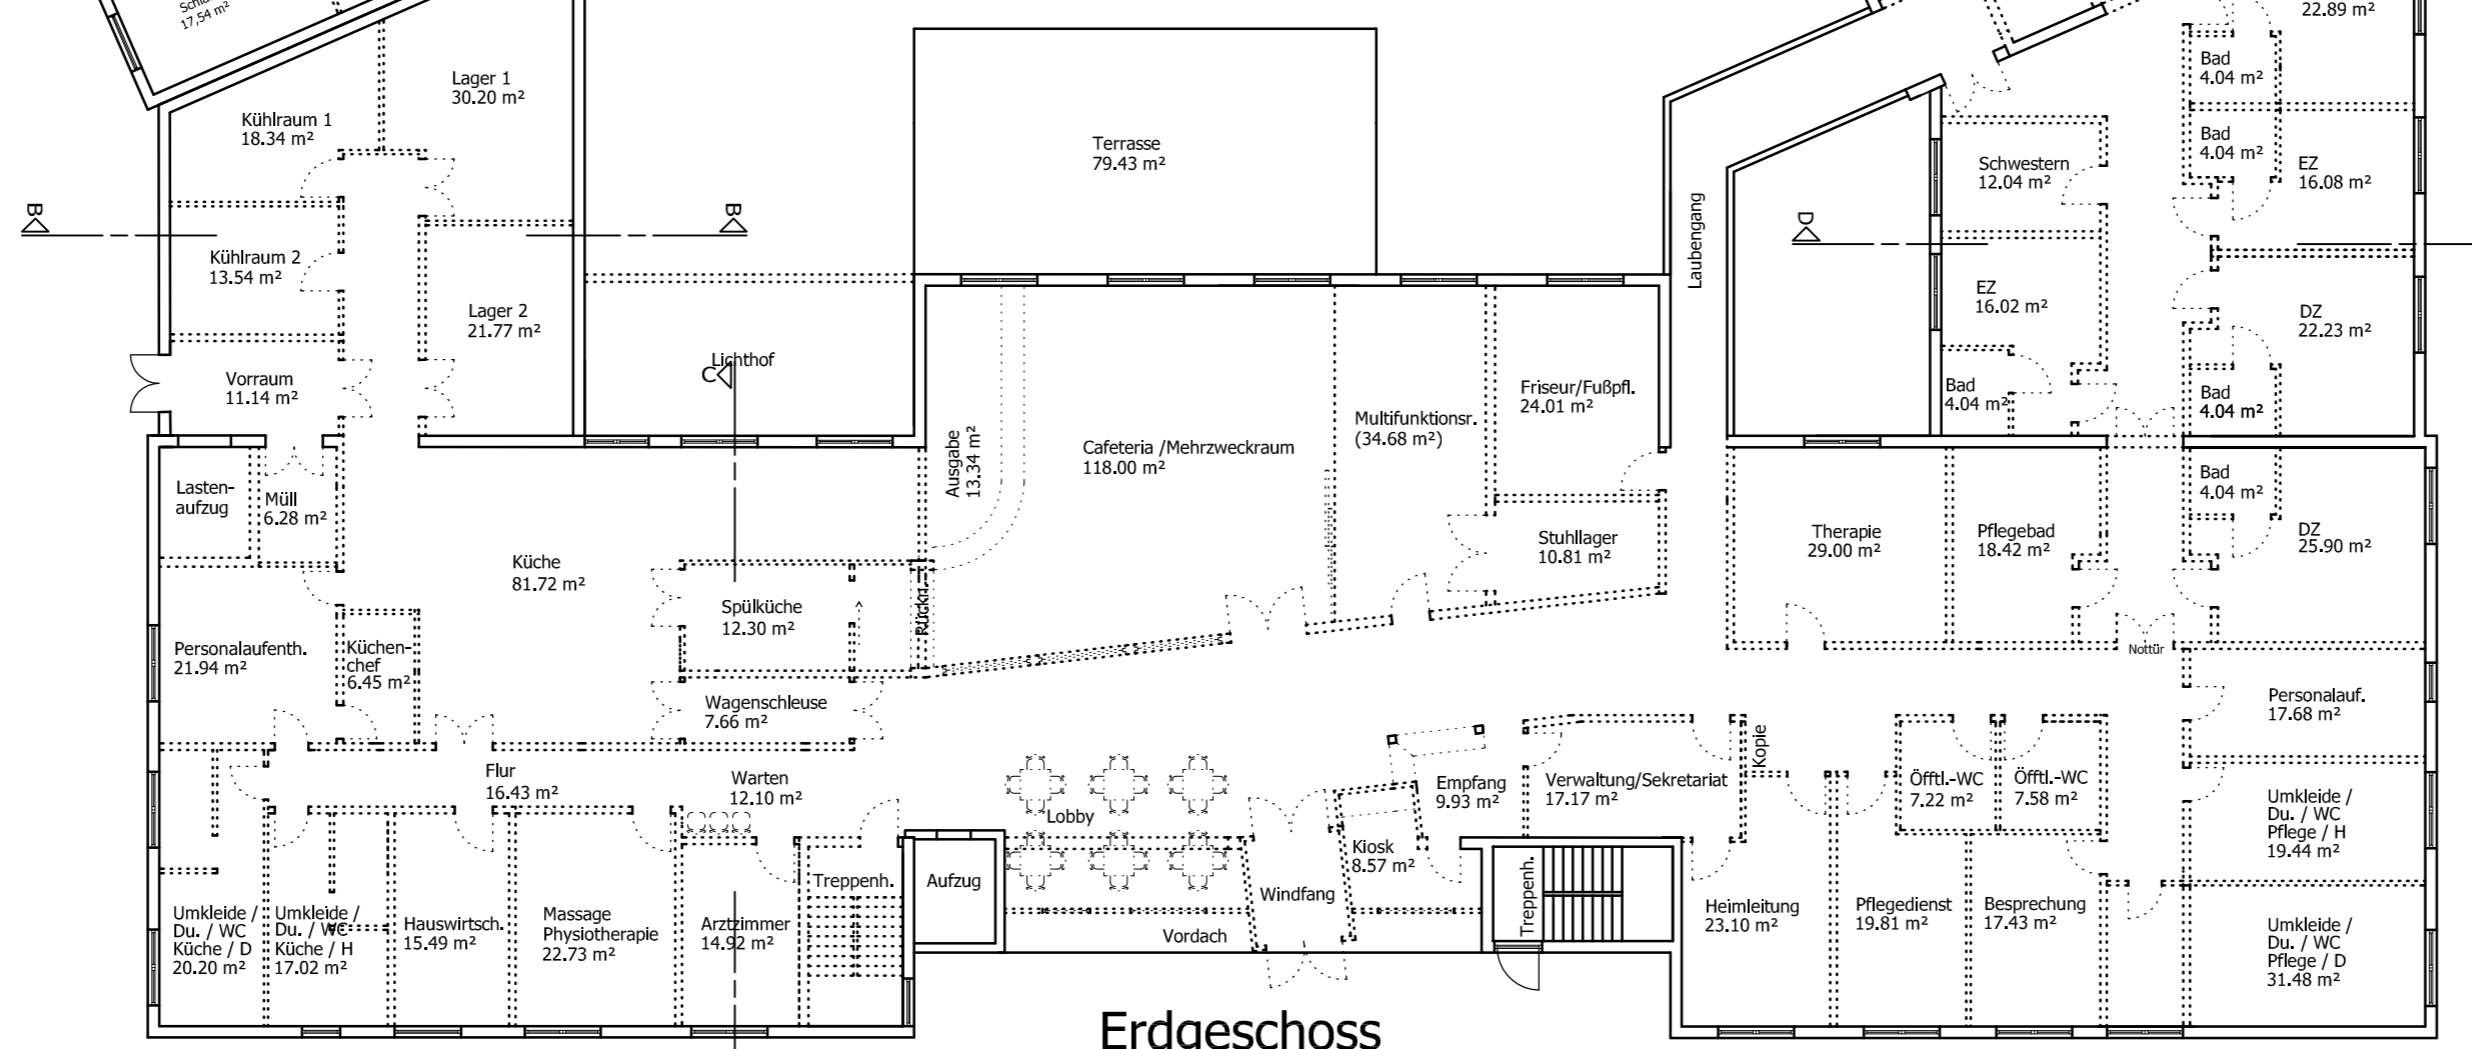 Schl
17,54 m²
22.89 m²
Lager 1
30.20 m²
Bad
4.04 m²
Kühlraum 1
18.34 m²
Terrasse
79.43 m²
Bad
4.04 m²
Schwestern
12.04 m²
EZ
16.08 m²
B
B
Laubengang
D
Kühlraum 2
13.54 m²
EZ
16.02 m²
Lager 2
21.77 m²
DZ
22.23 m²
Lichthof
C
Vorraum
11.14 m²
Friseur/Fußpfl.
24.01 m²
Bad
4.04 m²
Bad
4.04 m²
Multifunktionsr.
(34.68 m²)
Ausgabe
13.34 m²
Cafeteria /Mehrzweckraum
118.00 m²
Lasten-
aufzug
Müll
6.28 m²
Bad
4.04 m²
Therapie
29.00 m²
Pflegebad
18.42 m²
DZ
25.90 m²
Stuhllager
10.81 m²
Küche
81.72 m²
Spülküche
12.30 m²
Rückn.
Personalaufenth.
21.94 m²
Küchen-
chef
6.45 m²
Nottür
Wagenschleuse
7.66 m²
Personalauf.
17.68 m²
Kopie
Flur
16.43 m²
Warten
12.10 m²
Empfang
9.93 m²
Verwaltung/Sekretariat
17.17 m²
Öfftl.-WC
7.22 m²
Öfftl.-WC
7.58 m²
Umkleide /
Du. / WC
Pflege / H
19.44 m²
Lobby
Kiosk
8.57 m²
Treppenh.
Aufzug
Windfang
Treppenh.
Umkleide /
Du. / WC
Küche / D
20.20 m²
Umkleide /
Du. / WC
Küche / H
17.02 m²
Hauswirtsch.
15.49 m²
Massage
Physiotherapie
22.73 m²
Arztzimmer
14.92 m²
Vordach
Heimleitung
23.10 m²
Pflegedienst
19.81 m²
Besprechung
17.43 m²
Umkleide /
Du. / WC
Pflege / D
31.48 m²
Erdgeschoss